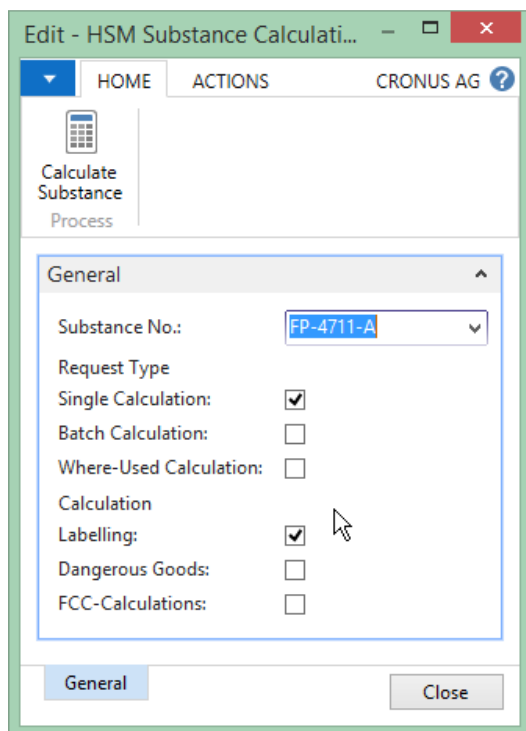 Edit - HSM Substance Calculati...
HOME ACTIONS CRONUS AG ?
Calculate
Substance
Process
General
Substance No.: FP-4711-A
Request Type
Single Calculation:
Batch Calculation:
Where-Used Calculation:
Calculation
Labelling:
Dangerous Goods:
FCC-Calculations:
General Close